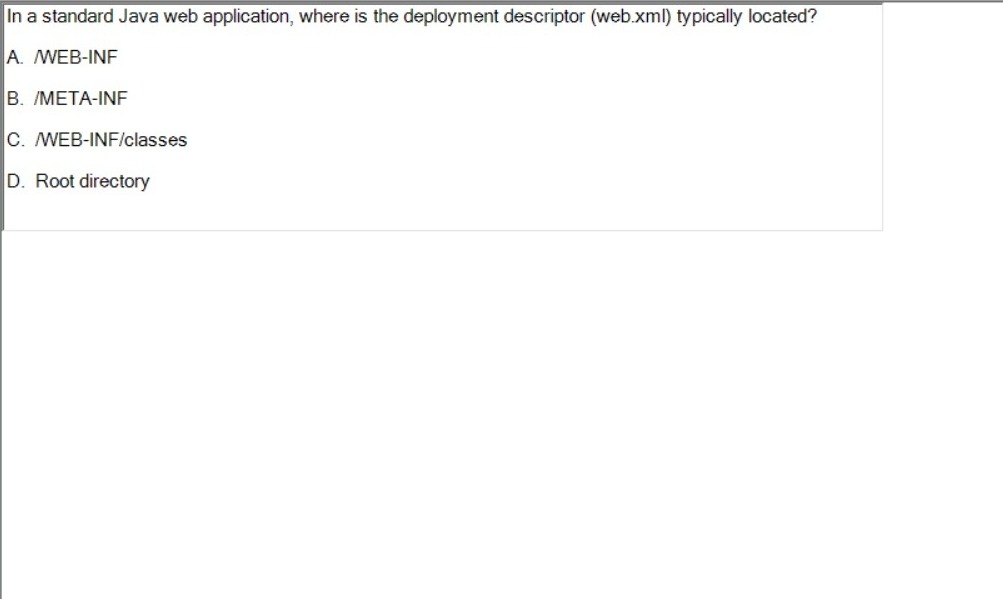 In a standard Java web application, where is the deployment descriptor (web.xml) typically located?
A. /WEB-INF
B. /META-INF
C. /WEB-INF/classes
D. Root directory